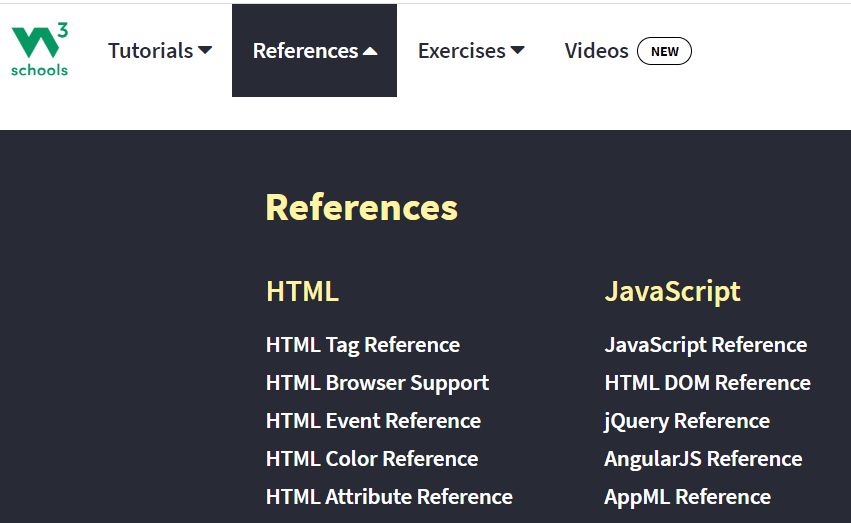 W3
schools
Tutorials
References
Exercises
Videos
NEW
References
HTML
HTML Tag Reference
HTML Browser Support
HTML Event Reference
HTML Color Reference
HTML Attribute Reference
JavaScript
JavaScript Reference
HTML DOM Reference
jQuery Reference
AngularJS Reference
AppML Reference